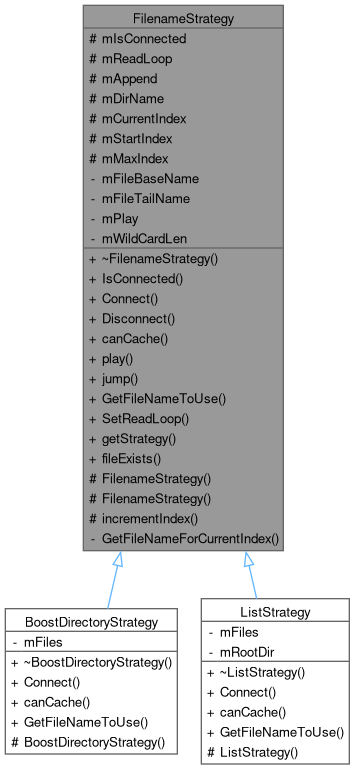 FilenameStrategy
# mIsConnected
# mReadLoop
# mAppend
# mDirName
# mCurrentIndex
# mStartIndex
# mMaxIndex
- mFileBaseName
- mFileTailName
- mPlay
- mWildCardLen
+ ~FilenameStrategy()
+ IsConnected()
+ Connect()
+ Disconnect()
+ canCache()
+ play()
+ jump()
+ GetFileNameToUse()
+ SetReadLoop()
+ getStrategy()
+ fileExists()
# FilenameStrategy()
# FilenameStrategy()
# incrementIndex()
- GetFileNameForCurrentIndex()
BoostDirectoryStrategy
- mFiles
+ ~BoostDirectoryStrategy()
+ Connect()
+ canCache()
+ GetFileNameToUse()
# BoostDirectoryStrategy()
ListStrategy
- mFiles
- mRootDir
+ ~ListStrategy()
+ Connect()
+ canCache()
+ GetFileNameToUse()
# ListStrategy()